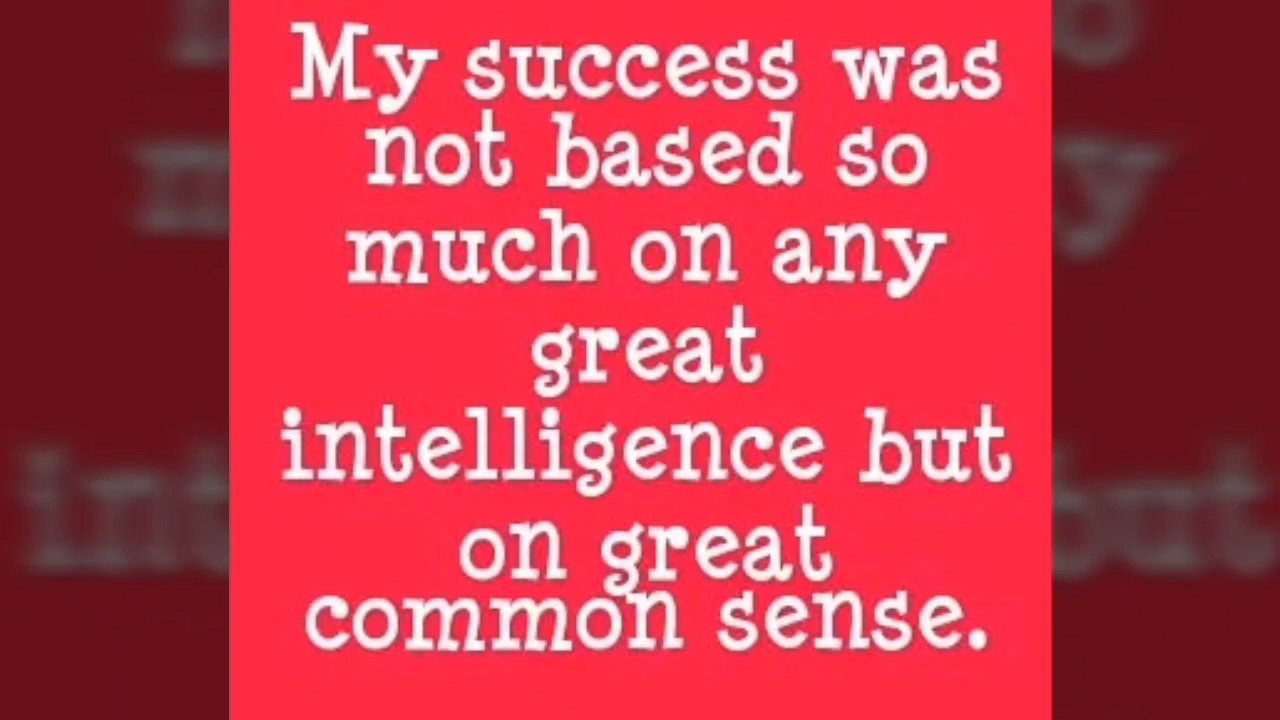 My success was
not based so
much on any
great
intelligence but
on great
common sense.